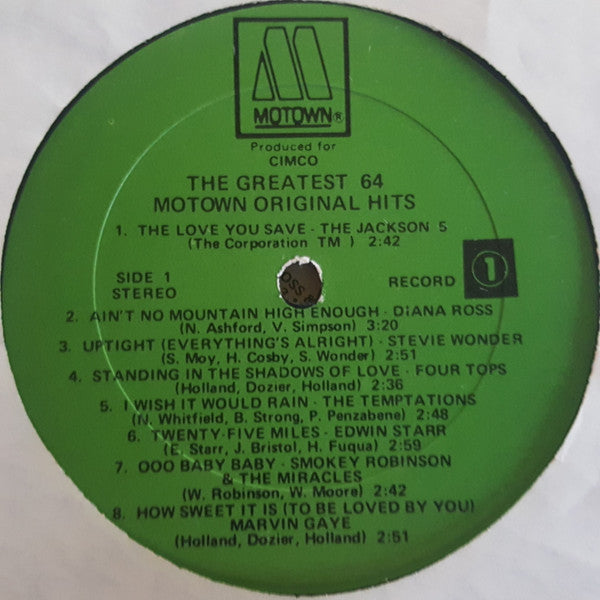 MOTOWN®
Produced for
CIMCO
THE GREATEST 64
MOTOWN ORIGINAL HITS
1. THE LOVE YOU SAVE - THE JACKSON 5
(The Corporation TM ) 2:42
SIDE 1
STEREO
RECORD 1
2. AIN'T NO MOUNTAIN HIGH ENOUGH - DIANA ROSS
(N. Ashford, V. Simpson) 3:20
3. UPTIGHT (EVERYTHING'S ALRIGHT) - STEVIE WONDER
(S. Moy, H. Cosby, S. Wonder) 2:51
4. STANDING IN THE SHADOWS OF LOVE - FOUR TOPS
(Holland, Dozier, Holland) 2:36
5. I WISH IT WOULD RAIN - THE TEMPTATIONS
(N. Whitfield, B. Strong, P. Penzabene) 2:48
6. TWENTY-FIVE MILES - EDWIN STARR
(E. Starr, J. Bristol, H. Fuqua) 2:59
7. OOO BABY BABY - SMOKEY ROBINSON
& THE MIRACLES
(W. Robinson, W. Moore) 2:42
8. HOW SWEET IT IS (TO BE LOVED BY YOU)
MARVIN GAYE
(Holland, Dozier, Holland) 2:51